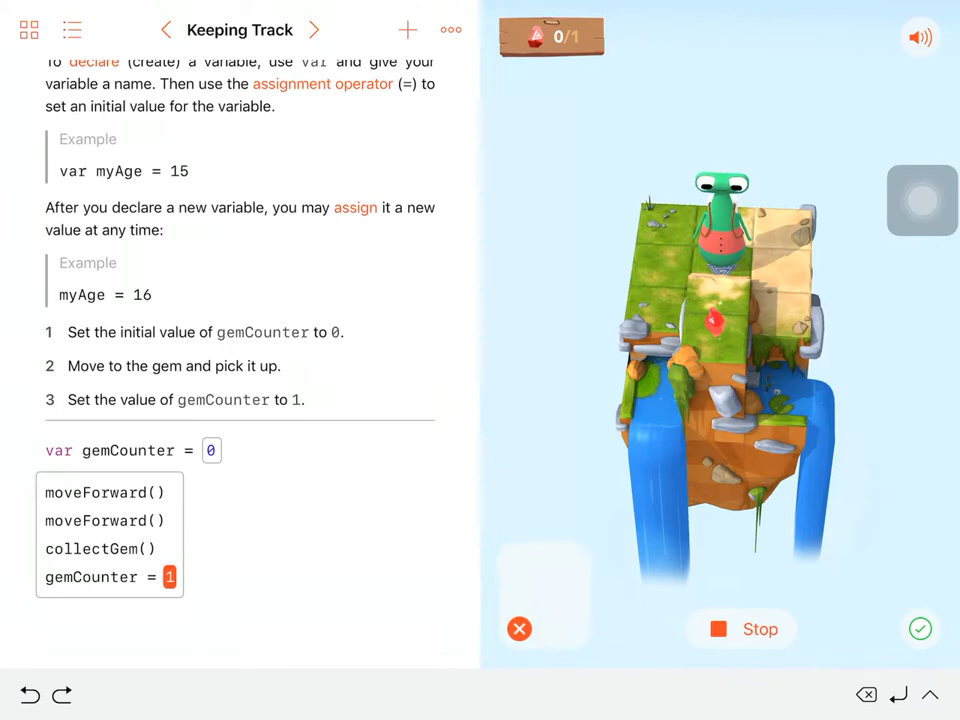 Keeping Track
0/1
To declare (create) a variable, use var and give your
variable a name. Then use the assignment operator (=) to
set an initial value for the variable.
Example
var myAge = 15
After you declare a new variable, you may assign it a new
value at any time:
Example
myAge = 16
1 Set the initial value of gemCounter to 0.
2 Move to the gem and pick it up.
3 Set the value of gemCounter to 1.
var gemCounter = 0
moveForward()
moveForward()
collectGem()
gemCounter = 1
Stop